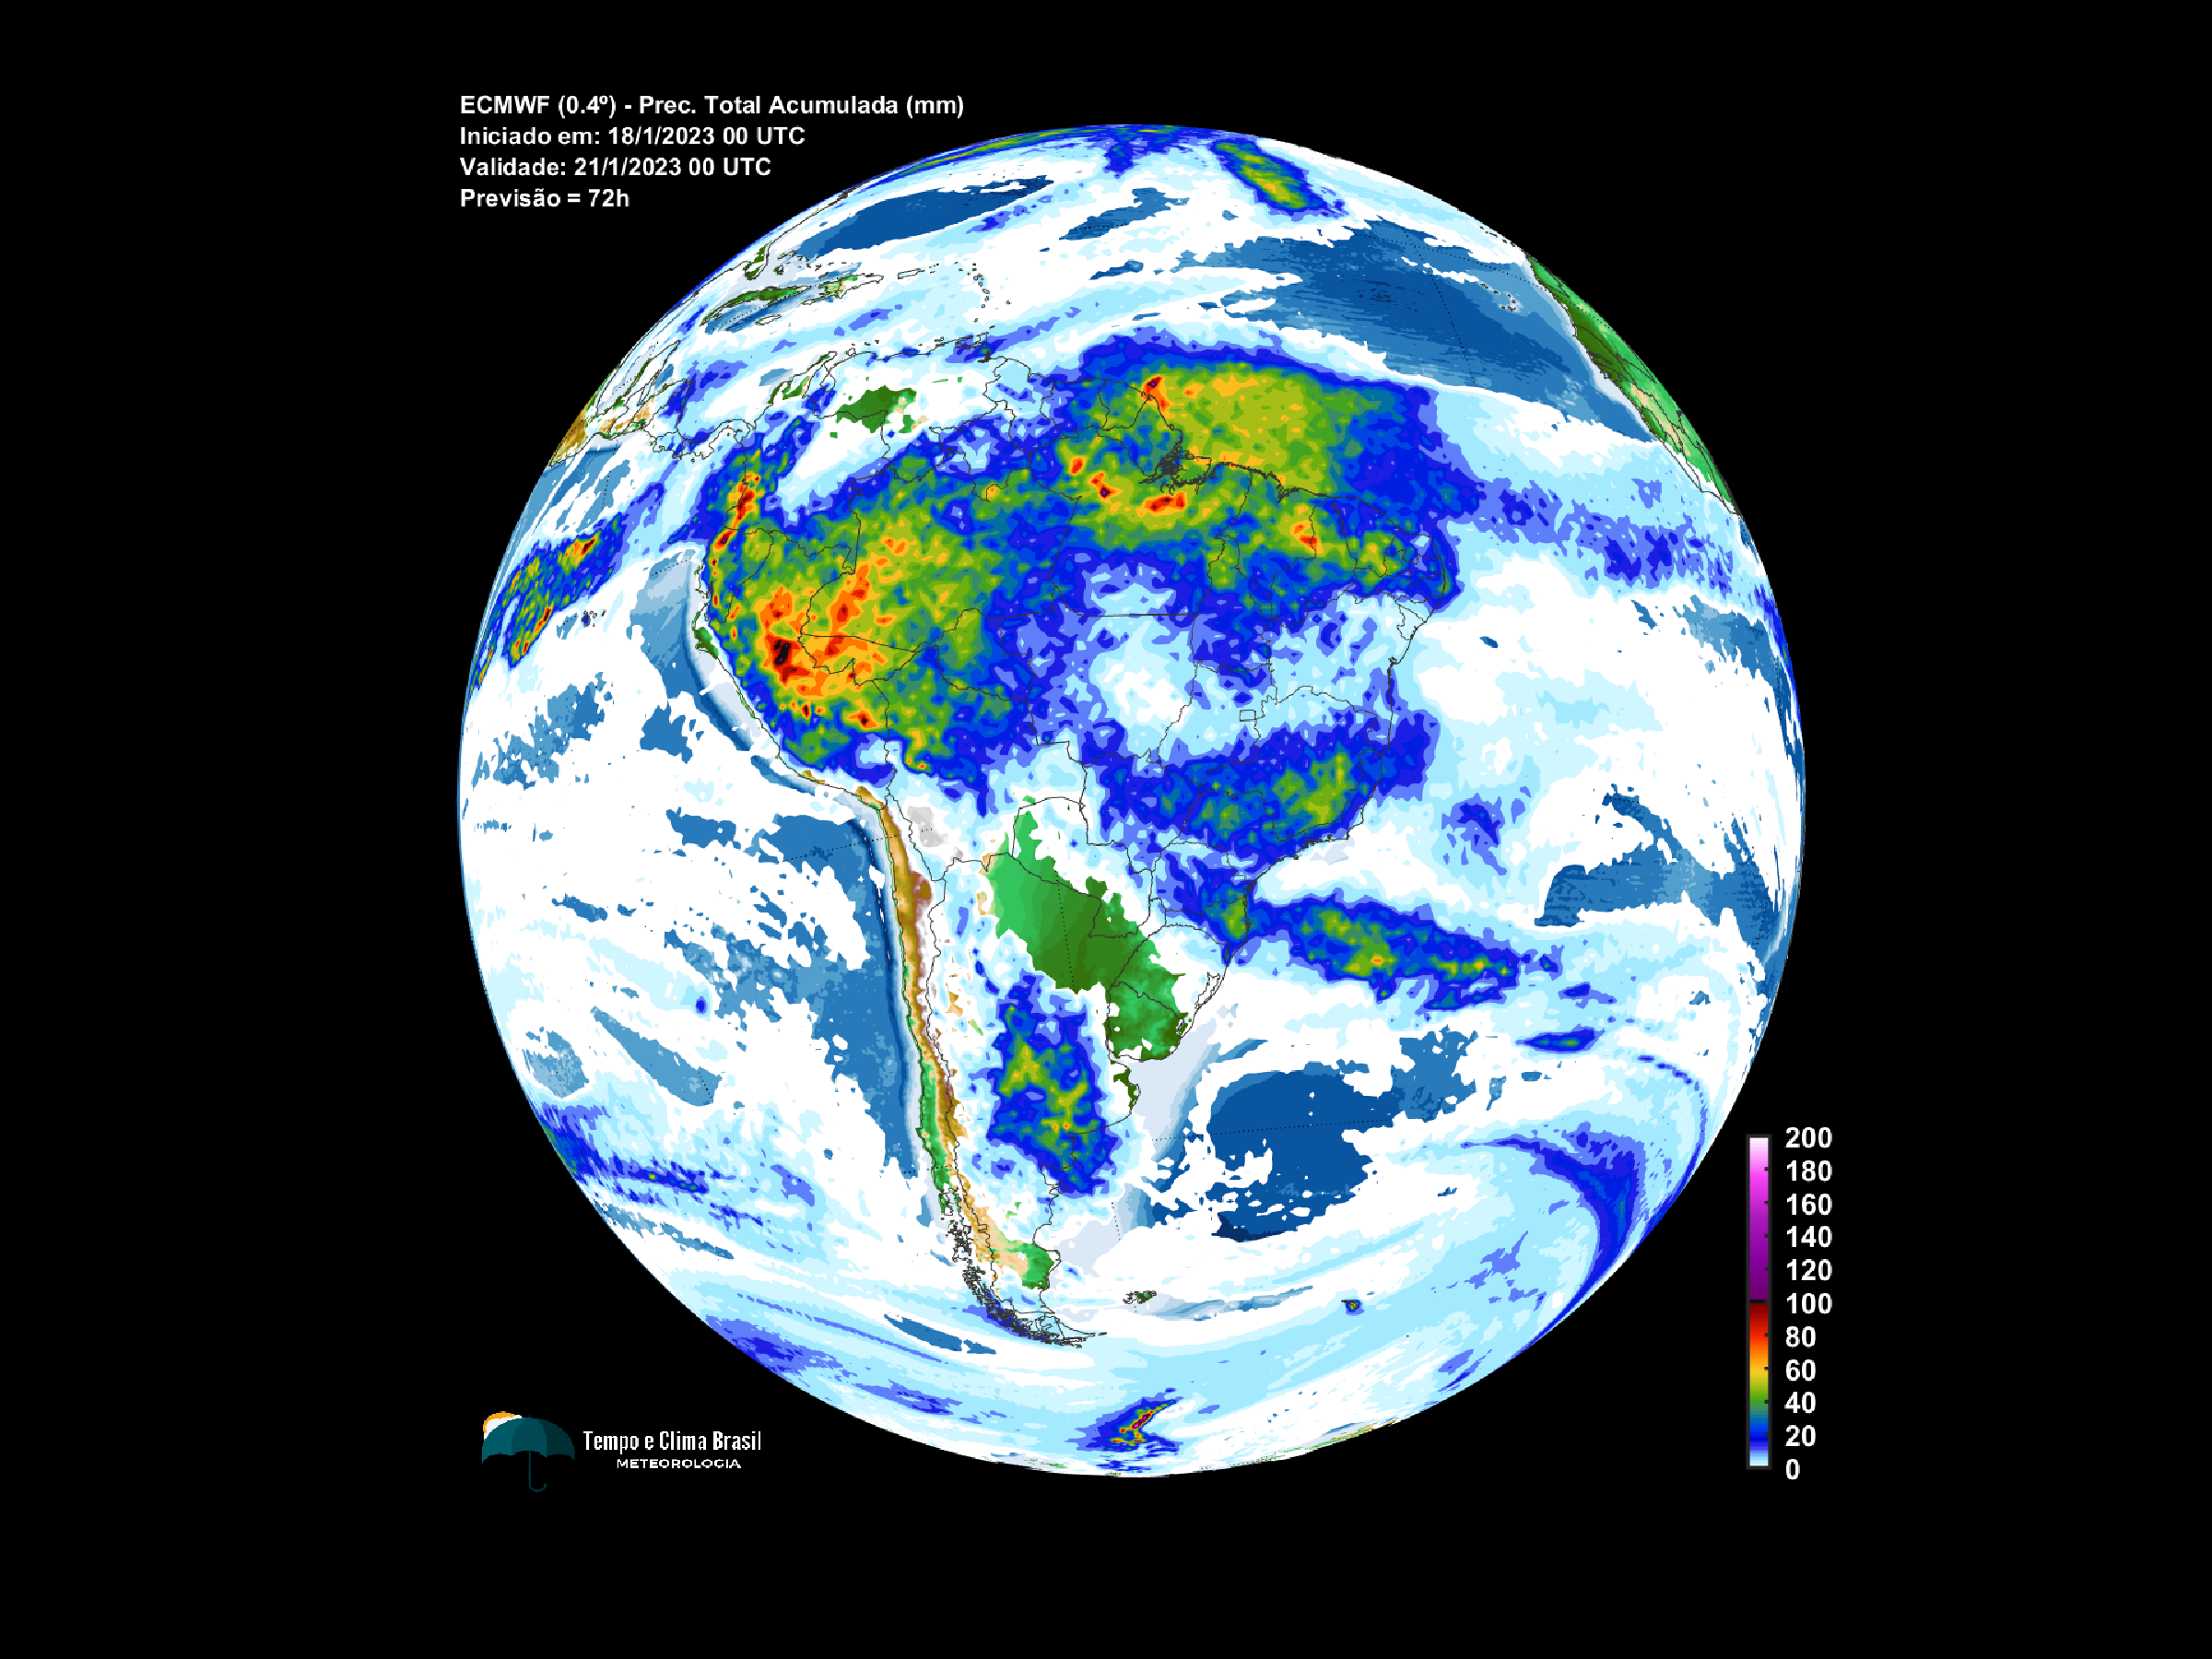 ECMWF (0.4º) - Prec. Total Acumulada (mm)
Iniciado em: 18/1/2023 00 UTC
Validade: 21/1/2023 00 UTC
Previsão = 72h
200
180
160
140
120
100
80
60
40
20
0
Tempo e Clima Brasil
METEOROLOGIA